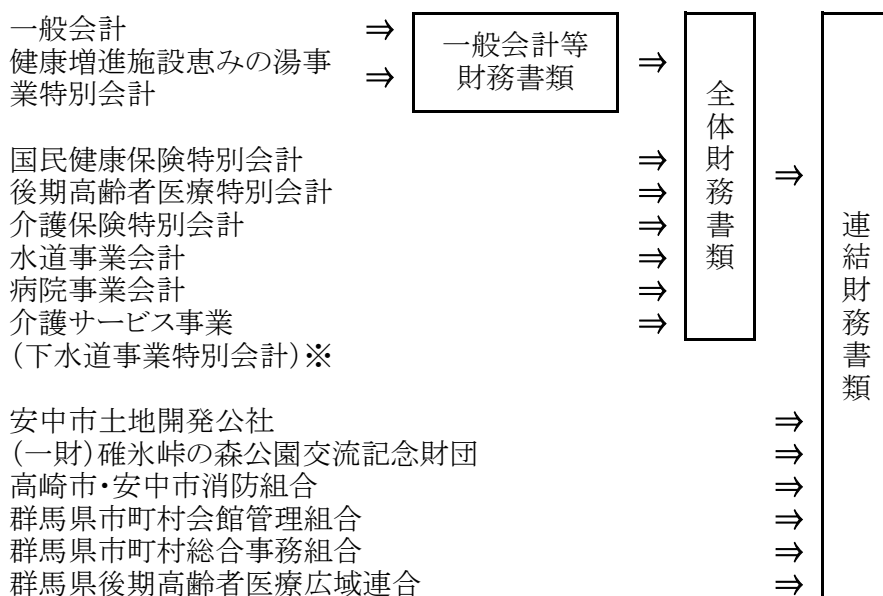 一般会計 ⇒
健康増進施設恵みの湯事
業特別会計 ⇒
一般会計等
財務書類 ⇒
国民健康保険特別会計 ⇒
後期高齢者医療特別会計 ⇒
介護保険特別会計 ⇒
水道事業会計 ⇒
病院事業会計 ⇒
介護サービス事業 ⇒
(下水道事業特別会計)※
全体財務書類 ⇒
安中市土地開発公社 ⇒
(一財)碓氷峠の森公園交流記念財団 ⇒
高崎市・安中市消防組合 ⇒
群馬県市町村会館管理組合 ⇒
群馬県市町村総合事務組合 ⇒
群馬県後期高齢者医療広域連合 ⇒
連結財務書類